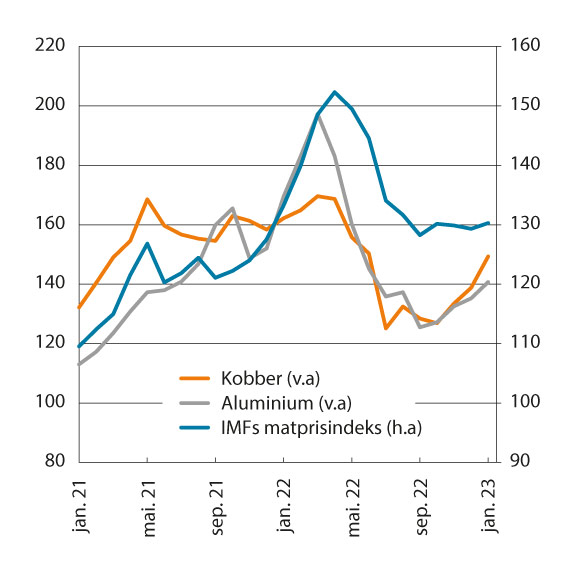 220
200
180
160
140
120
100
80
160
150
140
130
120
110
100
90
Kobber (v.a)
Aluminium (v.a)
IMFs matprisindeks (h.a)
jan. 21
mai. 21
sep. 21
jan. 22
mai. 22
sep. 22
jan. 23